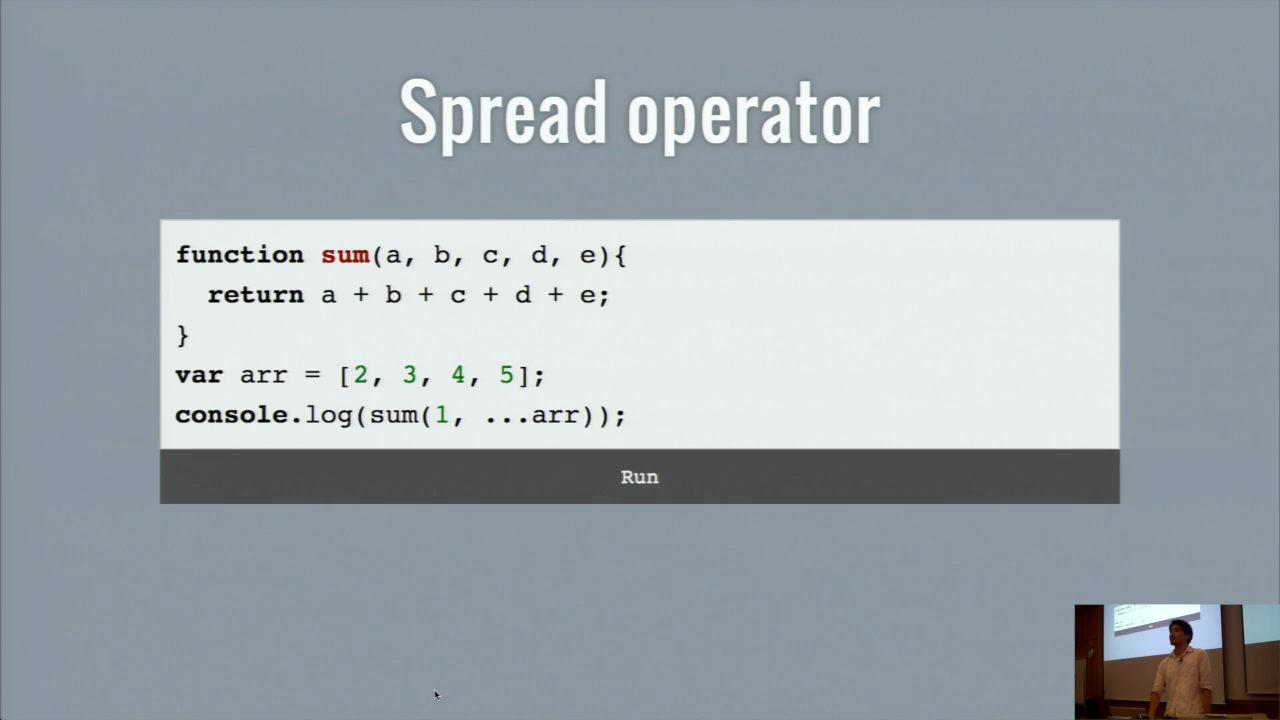 Spread operator
function sum(a, b, c, d, e){
  return a + b + c + d + e;
}
var arr = [2, 3, 4, 5];
console.log(sum(1, ...arr));
Run